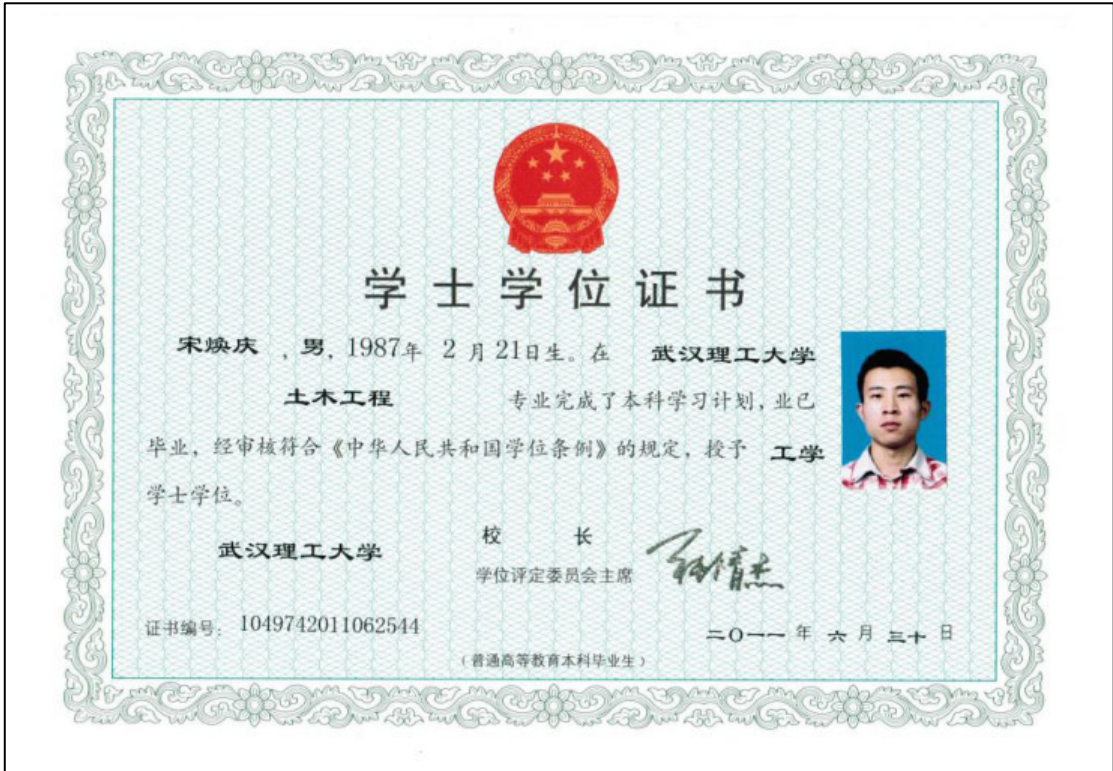 学士学位证书
宋焕庆，男，1987年 2 月 21日生。在 武汉理工大学
土木工程 专业完成了本科学习计划，业已
毕业，经审核符合《中华人民共和国学位条例》的规定，授予 工学
学士学位。
武汉理工大学 校 长
学位评定委员会主席
证书编号：1049742011062544
二〇一一 年 六 月 三十 日
（普通高等教育本科毕业生）